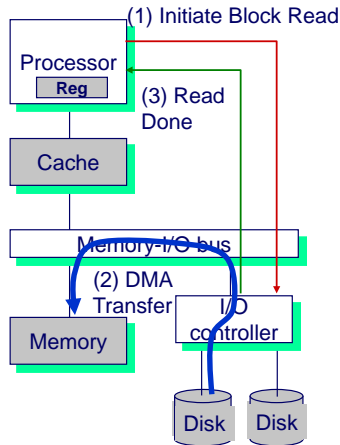 (1) Initiate Block Read
Processor
Reg
(3) Read
Done
Cache
Memory-I/O bus
(2) DMA
Transfer
I/O
controller
Memory
Disk
Disk